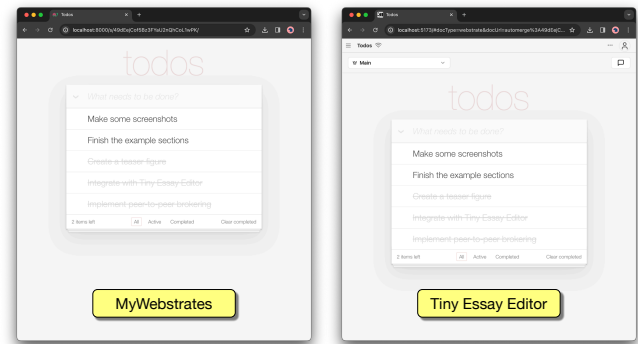 Todos
localhost:8000/s/49dEejCof5Bc3F1sU2nQhCoL1wPK/
todos
What needs to be done?
Make some screenshots
Finish the example sections
Create a teaser figure
Integrate with Tiny Essay Editor
Implement peer-to-peer brokering
2 items left All Active Completed Clear completed
MyWebstrates
Todos
localhost:5173/#docType=webstrate&docUrl=automerge%3A49dEejC...
Todos
Main
todos
What needs to be done?
Make some screenshots
Finish the example sections
Create a teaser figure
Integrate with Tiny Essay Editor
Implement peer-to-peer brokering
2 items left All Active Completed Clear completed
Tiny Essay Editor